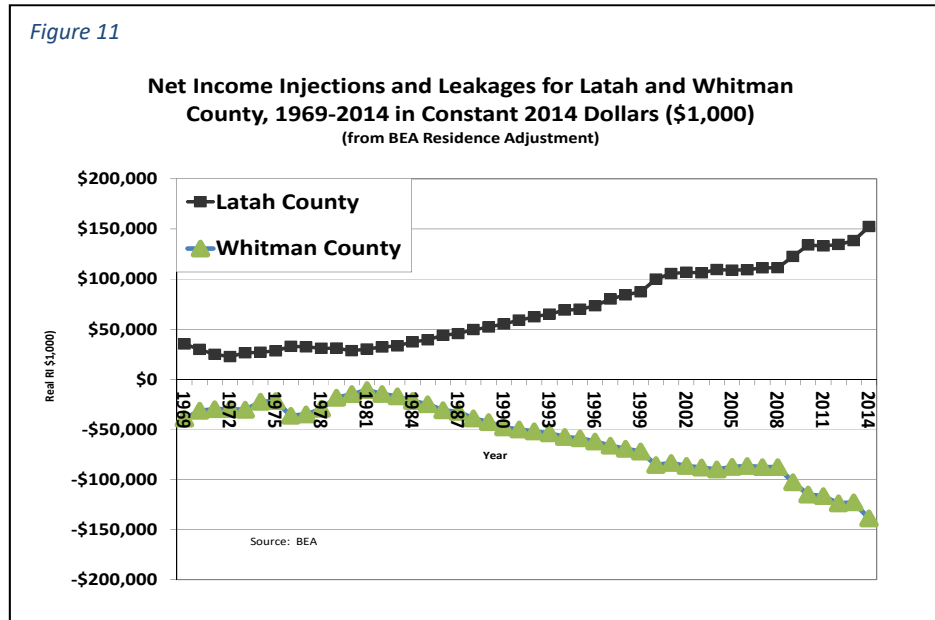 Figure 11
Net Income Injections and Leakages for Latah and Whitman
County, 1969-2014 in Constant 2014 Dollars ($1,000)
(from BEA Residence Adjustment)
$200,000
$150,000
$100,000
$50,000
$0
-$50,000
-$100,000
-$150,000
-$200,000
Real RI $1,000)
Latah County
Whitman County
1969
1972
1975
1978
1981
1984
1987
1990
1993
1996
1999
2002
2005
2008
2011
2014
Year
Source: BEA